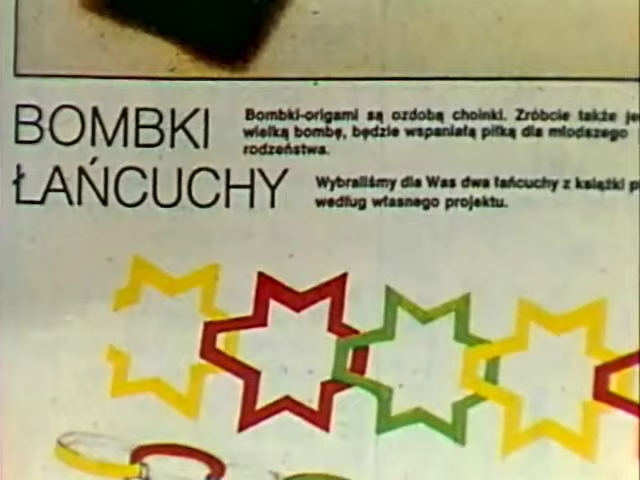 BOMBKI
Bombki-origami są ozdobą choinki. Zróbcie także
wielką bombę, będzie wspaniałą piłką dla młodszego
rodzeństwa.
ŁAŃCUCHY
Wybraliśmy dla Was dwa łańcuchy z książki
według własnego projektu.